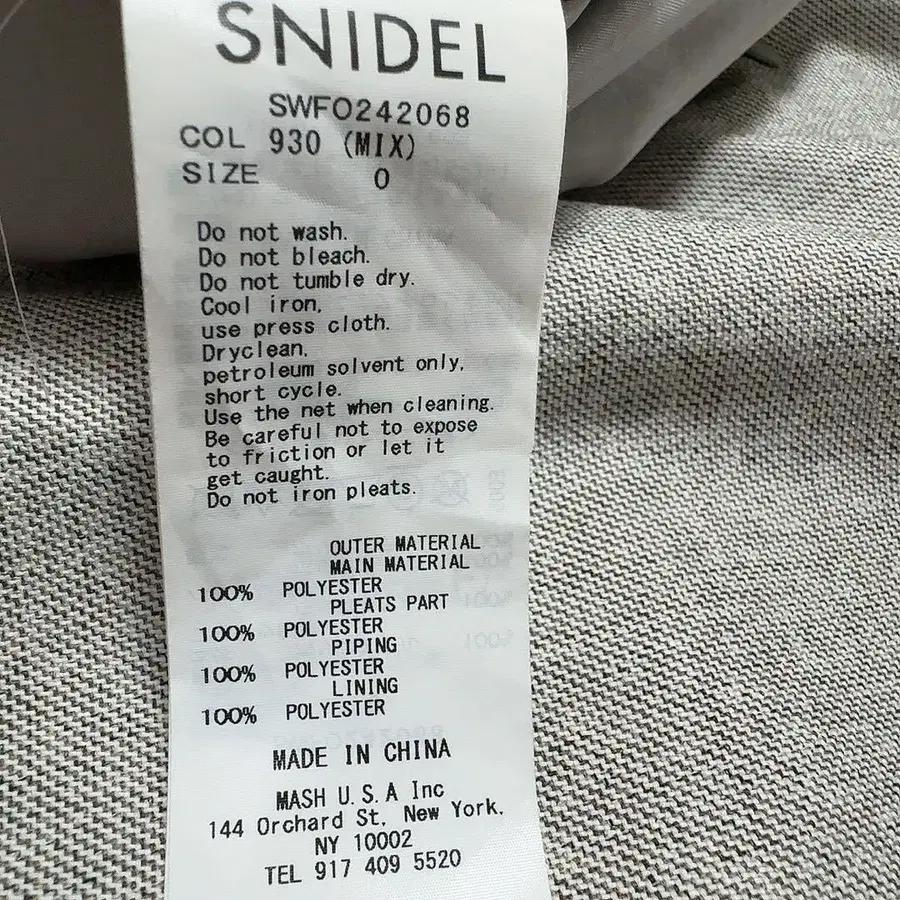 SNIDEL
SWFO242068
COL 930 (MIX)
SIZE 0
Do not wash.
Do not bleach.
Do not tumble dry.
Cool iron,
use press cloth.
Dryclean,
petroleum solvent only,
short cycle.
Use the net when cleaning.
Be careful not to expose
to friction or let it
get caught.
Do not iron pleats.
OUTER MATERIAL
MAIN MATERIAL
100% POLYESTER
PLEATS PART
100% POLYESTER
PIPING
100% POLYESTER
LINING
100% POLYESTER
MADE IN CHINA
MASH U.S.A Inc
144 Orchard St, New York,
NY 10002
TEL 917 409 5520